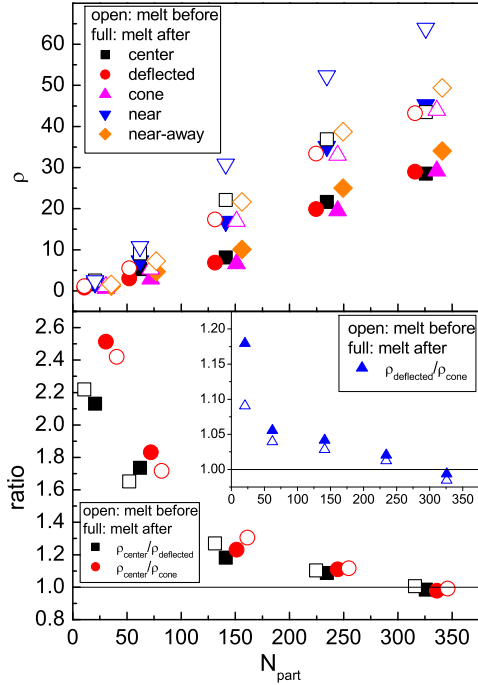 open: melt before
full: melt after
center
deflected
cone
near
near-away
ρ
60
50
40
30
20
10
0
open: melt before
full: melt after
ρdeflected/ρcone
1.20
1.15
1.10
1.05
1.00
0 50 100 150 200 250 300 350
ratio
2.6
2.4
2.2
2.0
1.8
1.6
1.4
1.2
1.0
0.8
open: melt before
full: melt after
ρcenter/ρdeflected
ρcenter/ρcone
0 50 100 150 200 250 300 350
Npart